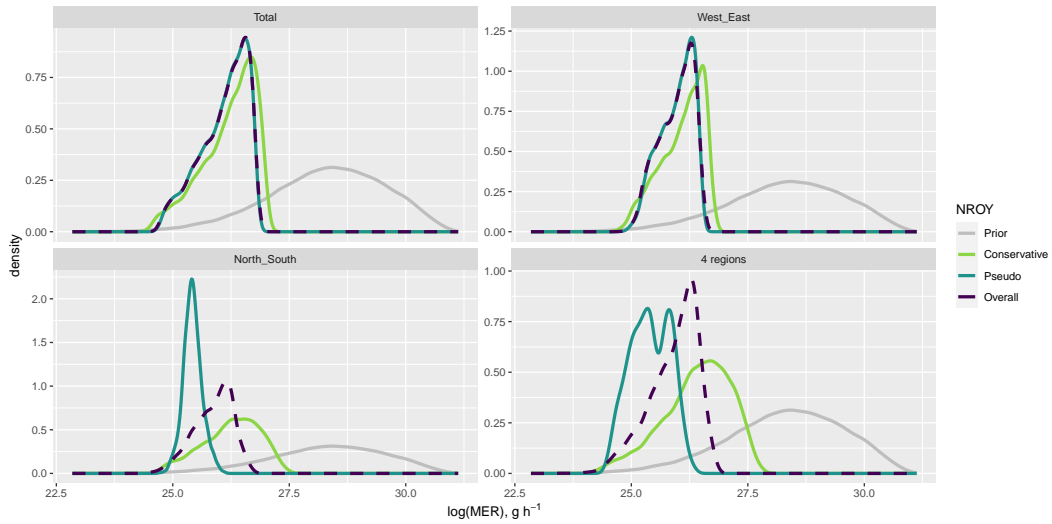 Total
West_East
0.00
0.25
0.50
0.75
0.00
0.25
0.50
0.75
1.00
1.25
North_South
4 regions
0.0
0.5
1.0
1.5
2.0
0.00
0.25
0.50
0.75
1.00
22.5 25.0 27.5 30.0
22.5 25.0 27.5 30.0
log(MER), g h⁻¹
density
NROY
Prior
Conservative
Pseudo
Overall